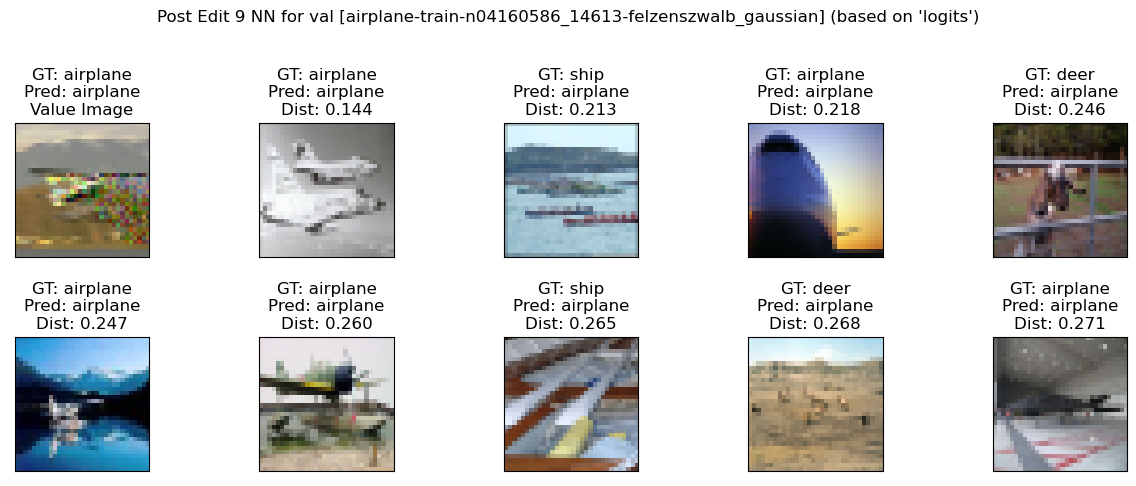 Post Edit 9 NN for val [airplane-train-n04160586_14613-felzenszwalb_gaussian] (based on 'logits')
GT: airplane
Pred: airplane
Value Image
GT: airplane
Pred: airplane
Dist: 0.144
GT: ship
Pred: airplane
Dist: 0.213
GT: airplane
Pred: airplane
Dist: 0.218
GT: deer
Pred: airplane
Dist: 0.246
GT: airplane
Pred: airplane
Dist: 0.247
GT: airplane
Pred: airplane
Dist: 0.260
GT: ship
Pred: airplane
Dist: 0.265
GT: deer
Pred: airplane
Dist: 0.268
GT: airplane
Pred: airplane
Dist: 0.271